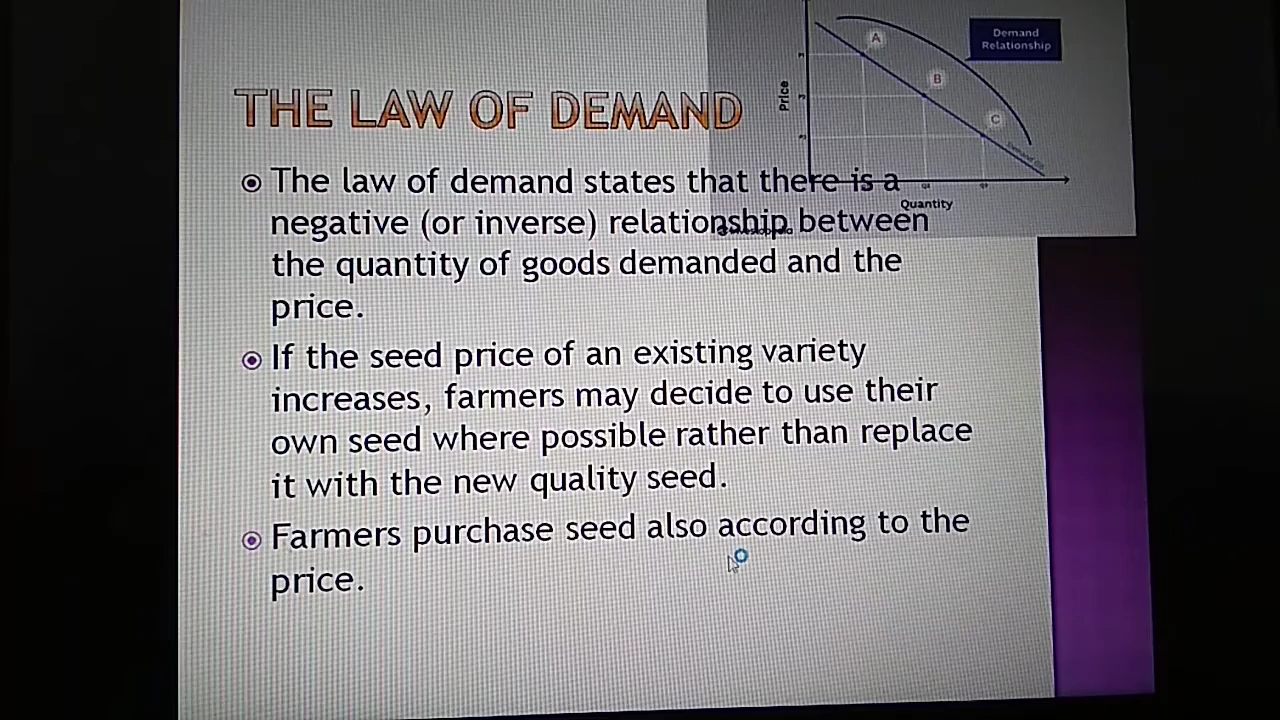 THE LAW OF DEMAND
The law of demand states that there is a
negative (or inverse) relationship between
the quantity of goods demanded and the
price.
If the seed price of an existing variety
increases, farmers may decide to use their
own seed where possible rather than replace
it with the new quality seed.
Farmers purchase seed also according to the
price.
Demand
Relationship
A
B
C
Price
Quantity